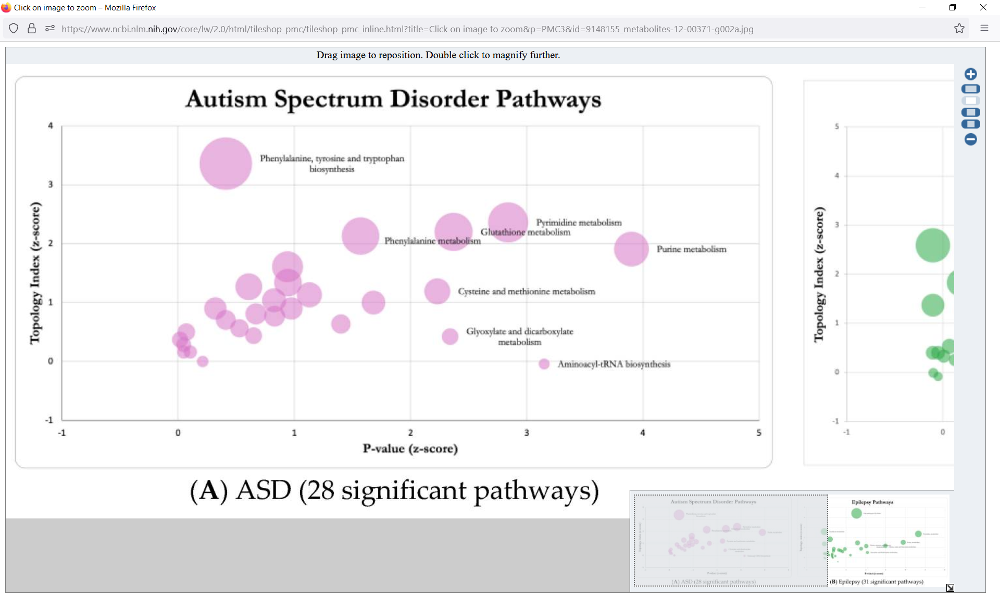 Click on image to zoom – Mozilla Firefox
https://www.ncbi.nlm.nih.gov/core/lw/2.0/html/tileshop_pmc/tileshop_pmc_inline.html?title=Click on image to zoom&p=PMC3&id=9148155_metabolites-12-00371-g002a.jpg
Drag image to reposition. Double click to magnify further.
Autism Spectrum Disorder Pathways
4
3
2
1
0
-1
Topology Index (z-score)
Phenylalanine, tyrosine and tryptophan
biosynthesis
Pyrimidine metabolism
Glutathione metabolism
Phenylalanine metabolism
Purine metabolism
Cysteine and methionine metabolism
Glyoxylate and dicarboxylate
metabolism
Aminoacyl-tRNA biosynthesis
-1 0 1 2 3 4 5
P-value (z-score)
(A) ASD (28 significant pathways)
5
4
3
2
1
0
-1
Topology Index (z-score)
-1 0
Autism Spectrum Disorder Pathways
(A) ASD (28 significant pathways)
Epilepsy Pathways
P-value (z-score)
(B) Epilepsy (31 significant pathways)